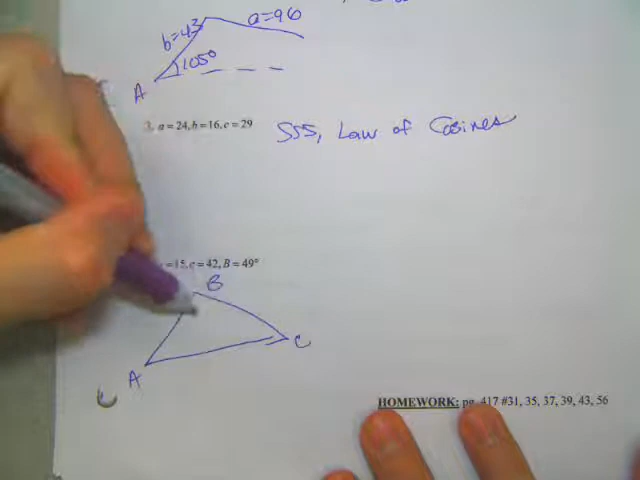 a=96
b=43
105°
A
3. a = 24, b = 16, c = 29
SSS, Law of Cosines
= 15, c = 42, B = 49°
B
C
A
HOMEWORK: pg. 417 #31, 35, 37, 39, 43, 56